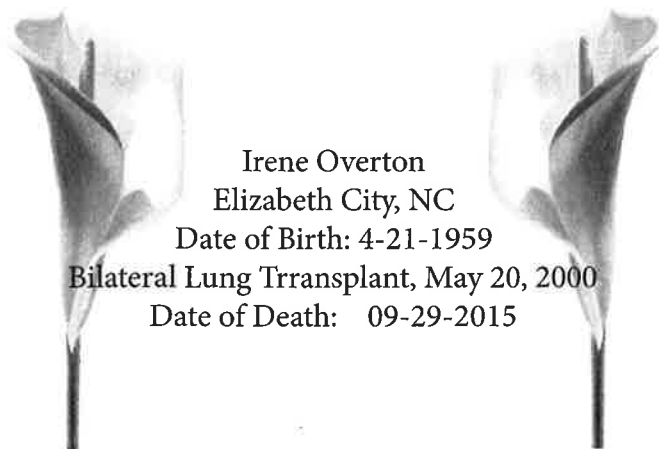 Irene Overton
Elizabeth City, NC
Date of Birth: 4-21-1959
Bilateral Lung Trransplant, May 20, 2000
Date of Death: 09-29-2015